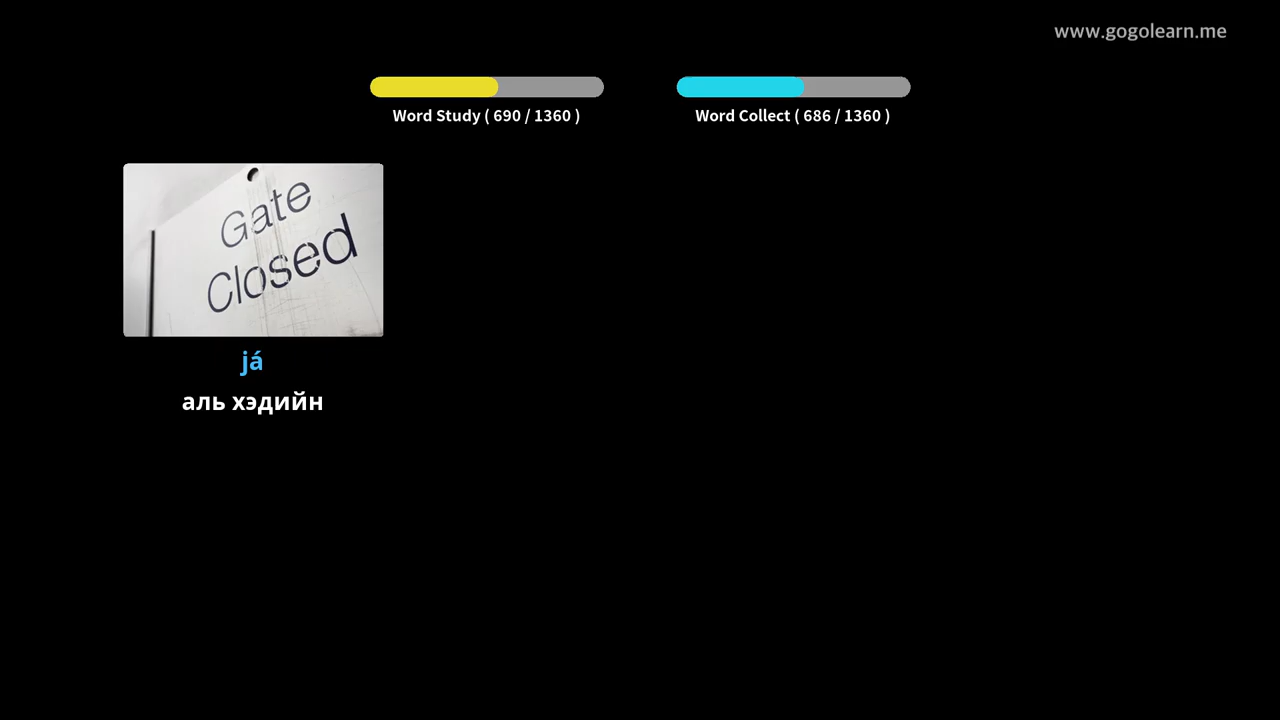 www.gogolearn.me
Word Study ( 690 / 1360 )
Word Collect ( 686 / 1360 )
Gate
Closed
já
аль хэдийн